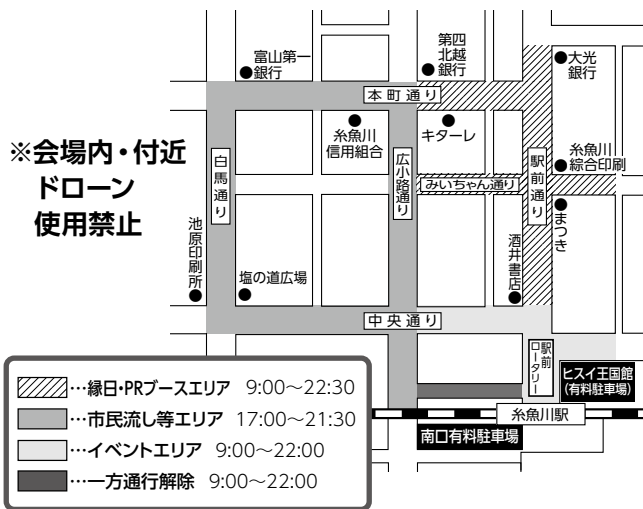 富山第一
銀行
第四
北越
銀行
大光
銀行
本町通り
※会場内・付近
ドローン
使用禁止
糸魚川
信用組合
キターレ
糸魚川
綜合印刷
白馬通り
広小路通り
みいちゃん通り
駅前通り
まつき
池原印刷所
塩の道広場
酒井書店
中央通り
駅前
ロータリー
ヒスイ王国館
(有料駐車場)
糸魚川駅
南口有料駐車場
…縁日・PRブースエリア 9:00〜22:30
…市民流し等エリア 17:00〜21:30
…イベントエリア 9:00〜22:00
…一方通行解除 9:00〜22:00